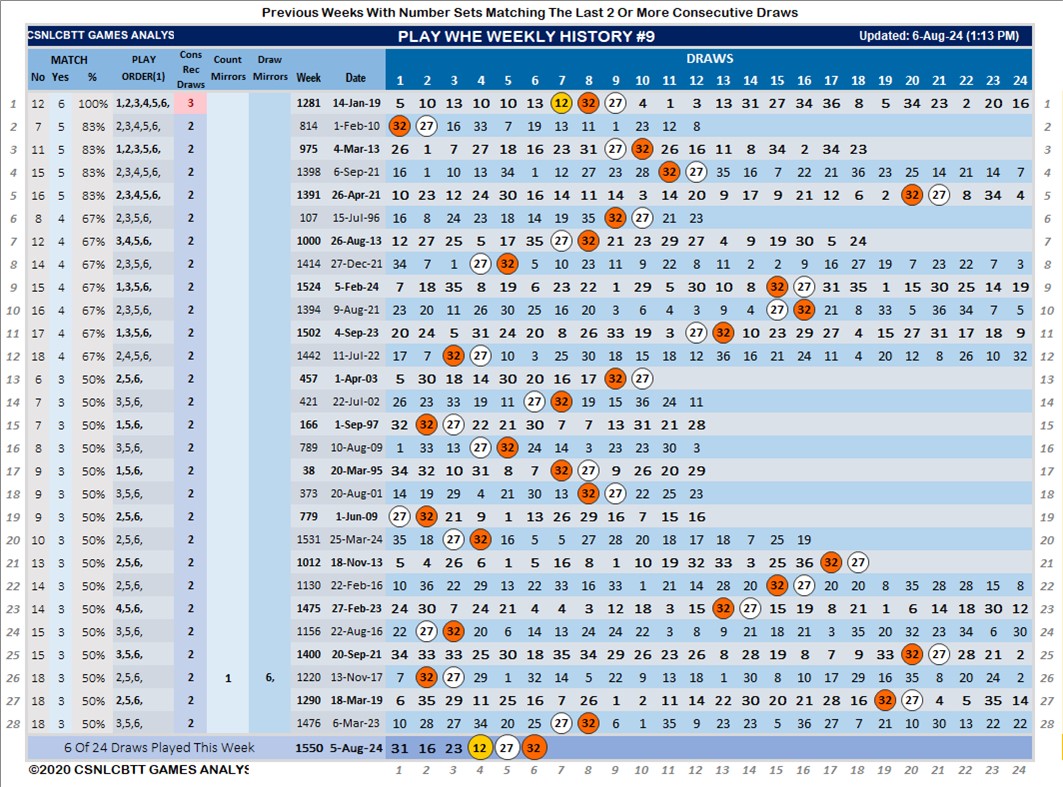 Previous Weeks With Number Sets Matching The Last 2 Or More Consecutive Draws
CSNLCBTT GAMES ANALYS PLAY WHE WEEKLY HISTORY #9 Updated: 6-Aug-24 (1:13 PM)
MATCH PLAY Cons Rec Draws Count Mirrors Draw Mirrors DRAWS
No Yes % ORDER(1) Week Date 1 2 3 4 5 6 7 8 9 10 11 12 13 14 15 16 17 18 19 20 21 22 23 24
1 12 6 100% 1,2,3,4,5,6, 3 1281 14-Jan-19 5 10 13 10 10 13 12 32 27 4 1 3 13 31 27 34 36 8 5 34 23 2 20 16 1
2 7 5 83% 2,3,4,5,6, 2 814 1-Feb-10 32 27 16 33 7 19 13 11 1 23 12 8 2
3 11 5 83% 1,2,3,5,6, 2 975 4-Mar-13 26 1 7 27 18 16 23 31 27 32 26 16 11 8 34 2 34 23 3
4 15 5 83% 1,3,4,5,6, 2 1398 6-Sep-21 16 1 10 13 34 1 12 27 23 28 32 27 35 16 7 22 21 36 23 25 14 21 14 7 4
5 16 5 83% 2,3,4,5,6, 2 1391 26-Apr-21 10 23 12 24 30 16 14 11 14 3 14 20 9 17 9 21 12 6 2 32 27 8 34 4 5
6 8 4 67% 2,3,5,6, 2 107 15-Jul-96 16 8 24 23 18 14 19 35 32 27 21 23 6
7 12 4 67% 3,4,5,6, 2 1000 26-Aug-13 12 27 25 5 17 35 27 32 21 23 29 27 4 9 19 30 5 24 7
8 14 4 67% 2,3,5,6, 2 1414 27-Dec-21 34 7 1 27 32 5 10 23 11 9 22 8 11 2 2 9 16 27 19 7 23 22 7 3 8
9 15 4 67% 1,3,5,6, 2 1524 5-Feb-24 7 18 35 8 19 6 23 22 1 29 5 30 10 8 32 27 31 35 1 15 30 25 14 19 9
10 16 4 67% 2,3,5,6, 2 1394 9-Aug-21 23 20 11 26 30 25 16 20 3 6 4 3 9 4 27 32 21 8 33 5 36 34 7 5 10
11 17 4 67% 1,3,5,6, 2 1502 4-Sep-23 20 24 5 31 24 20 8 26 33 19 3 27 32 10 23 29 27 4 15 27 31 17 18 9 11
12 18 4 67% 2,4,5,6, 2 1442 11-Jul-22 17 7 32 27 10 3 25 30 18 15 18 12 36 16 21 24 11 4 20 12 8 26 10 32 12
13 6 3 50% 2,5,6, 2 457 1-Apr-03 5 30 18 14 30 20 16 17 32 27 13
14 7 3 50% 3,5,6, 2 421 22-Jul-02 26 23 33 19 11 27 32 19 15 36 24 11 14
15 7 3 50% 1,5,6, 2 166 1-Sep-97 32 32 27 22 21 30 7 7 13 31 21 28 15
16 8 3 50% 3,5,6, 2 789 10-Aug-09 1 33 13 27 32 24 14 3 23 23 30 3 16
17 9 3 50% 1,5,6, 2 38 20-Mar-95 34 32 10 31 8 7 32 27 9 26 20 29 17
18 9 3 50% 3,5,6, 2 373 20-Aug-01 14 19 29 4 21 30 13 32 27 12 25 23 18
19 9 3 50% 2,5,6, 2 779 1-Jun-09 27 32 21 9 1 13 26 29 16 7 15 16 19
20 10 3 50% 2,5,6, 2 1531 25-Mar-24 35 18 27 32 16 5 5 27 28 20 18 17 18 7 25 19 20
21 13 3 50% 2,5,6, 2 1012 18-Nov-13 5 4 26 6 1 5 16 8 1 10 19 32 33 3 25 36 32 27 21
22 14 3 50% 2,5,6, 2 1130 22-Feb-16 10 36 22 29 13 22 33 16 33 1 21 14 28 20 32 27 20 20 8 35 28 28 15 8 22
23 14 3 50% 4,5,6, 2 1475 27-Feb-23 24 30 7 24 21 4 4 3 12 18 3 15 32 27 15 19 8 21 1 6 14 18 30 12 23
24 15 3 50% 3,5,6, 2 1156 22-Aug-16 22 27 32 20 6 14 13 24 24 22 3 8 9 21 18 21 3 35 20 32 23 34 6 30 24
25 15 3 50% 3,5,6, 2 1400 20-Sep-21 34 33 33 25 30 18 35 34 29 26 23 26 8 28 19 8 7 9 33 32 27 28 21 2 25
26 18 3 50% 2,5,6, 2 1 6, 1220 13-Nov-17 7 32 27 29 1 32 14 5 22 9 13 18 1 30 8 10 17 29 16 35 8 20 24 2 26
27 18 3 50% 2,5,6, 2 1290 18-Mar-19 6 35 29 11 25 16 7 26 1 2 11 14 22 30 20 21 28 16 32 27 4 5 35 14 27
28 18 3 50% 3,5,6, 2 1476 6-Mar-23 10 28 27 34 20 25 27 32 6 1 35 9 23 23 5 36 27 7 21 10 30 13 22 22 28
6 Of 24 Draws Played This Week 1550 5-Aug-24 31 16 23 12 27 32
©2020 CSNLCBTT GAMES ANALYS 1 2 3 4 5 6 7 8 9 10 11 12 13 14 15 16 17 18 19 20 21 22 23 24